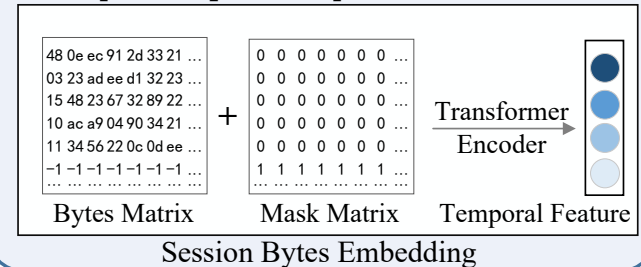 48 0e ec 91 2d 33 21 ...
03 23 ad ee d1 32 23 ...
15 48 23 67 32 89 22 ...
10 ac a9 04 90 34 21 ...
11 34 56 22 0c 0d ee ...
−1 −1 −1 −1 −1 −1 −1 ...
... ... ... ... ... ... ...
Bytes Matrix
+
0 0 0 0 0 0 0 ...
0 0 0 0 0 0 0 ...
0 0 0 0 0 0 0 ...
0 0 0 0 0 0 0 ...
0 0 0 0 0 0 0 ...
1 1 1 1 1 1 1 ...
... ... ... ... ... ... ...
Mask Matrix
Transformer
Encoder
Temporal Feature
Session Bytes Embedding